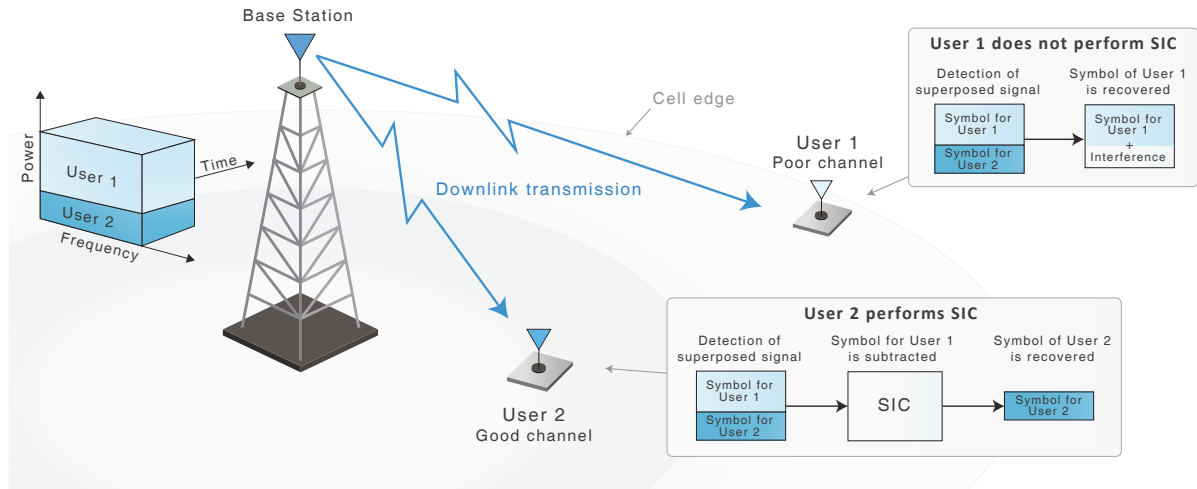 Base Station
Power
User 1
User 2
Time
Frequency
Downlink transmission
Cell edge
User 1
Poor channel
User 1 does not perform SIC
Detection of
superposed signal
Symbol of User 1
is recovered
Symbol for
User 1
Symbol for
User 2
Symbol for
User 1
+
Interference
User 2
Good channel
User 2 performs SIC
Detection of
superposed signal
Symbol for User 1
is subtracted
Symbol of User 2
is recovered
Symbol for
User 1
Symbol for
User 2
SIC
Symbol for
User 2